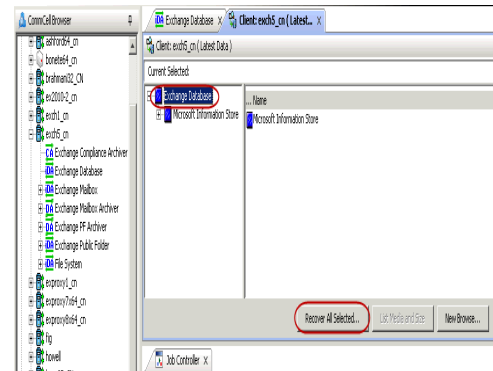 CommCell Browser
Exchange Database X
Client: exch5_cn ( Latest... X
ashford64_cn
bonete64_cn
brahmani32_CN
ex2010-2_cn
exch1_cn
exch5_cn
Exchange Compliance Archiver
Exchange Database
Exchange Mailbox
Exchange Mailbox Archiver
Exchange PF Archiver
Exchange Public Folder
File System
exproxy1_cn
exproxy7x64_cn
exproxy8x64_cn
fig
howell
Client: exch5_cn ( Latest Data )
Current Selected:
Exchange Database
Microsoft Information Store
... Name
Microsoft Information Store
Recover All Selected...
List Media and Size
New Browse...
Job Controller X